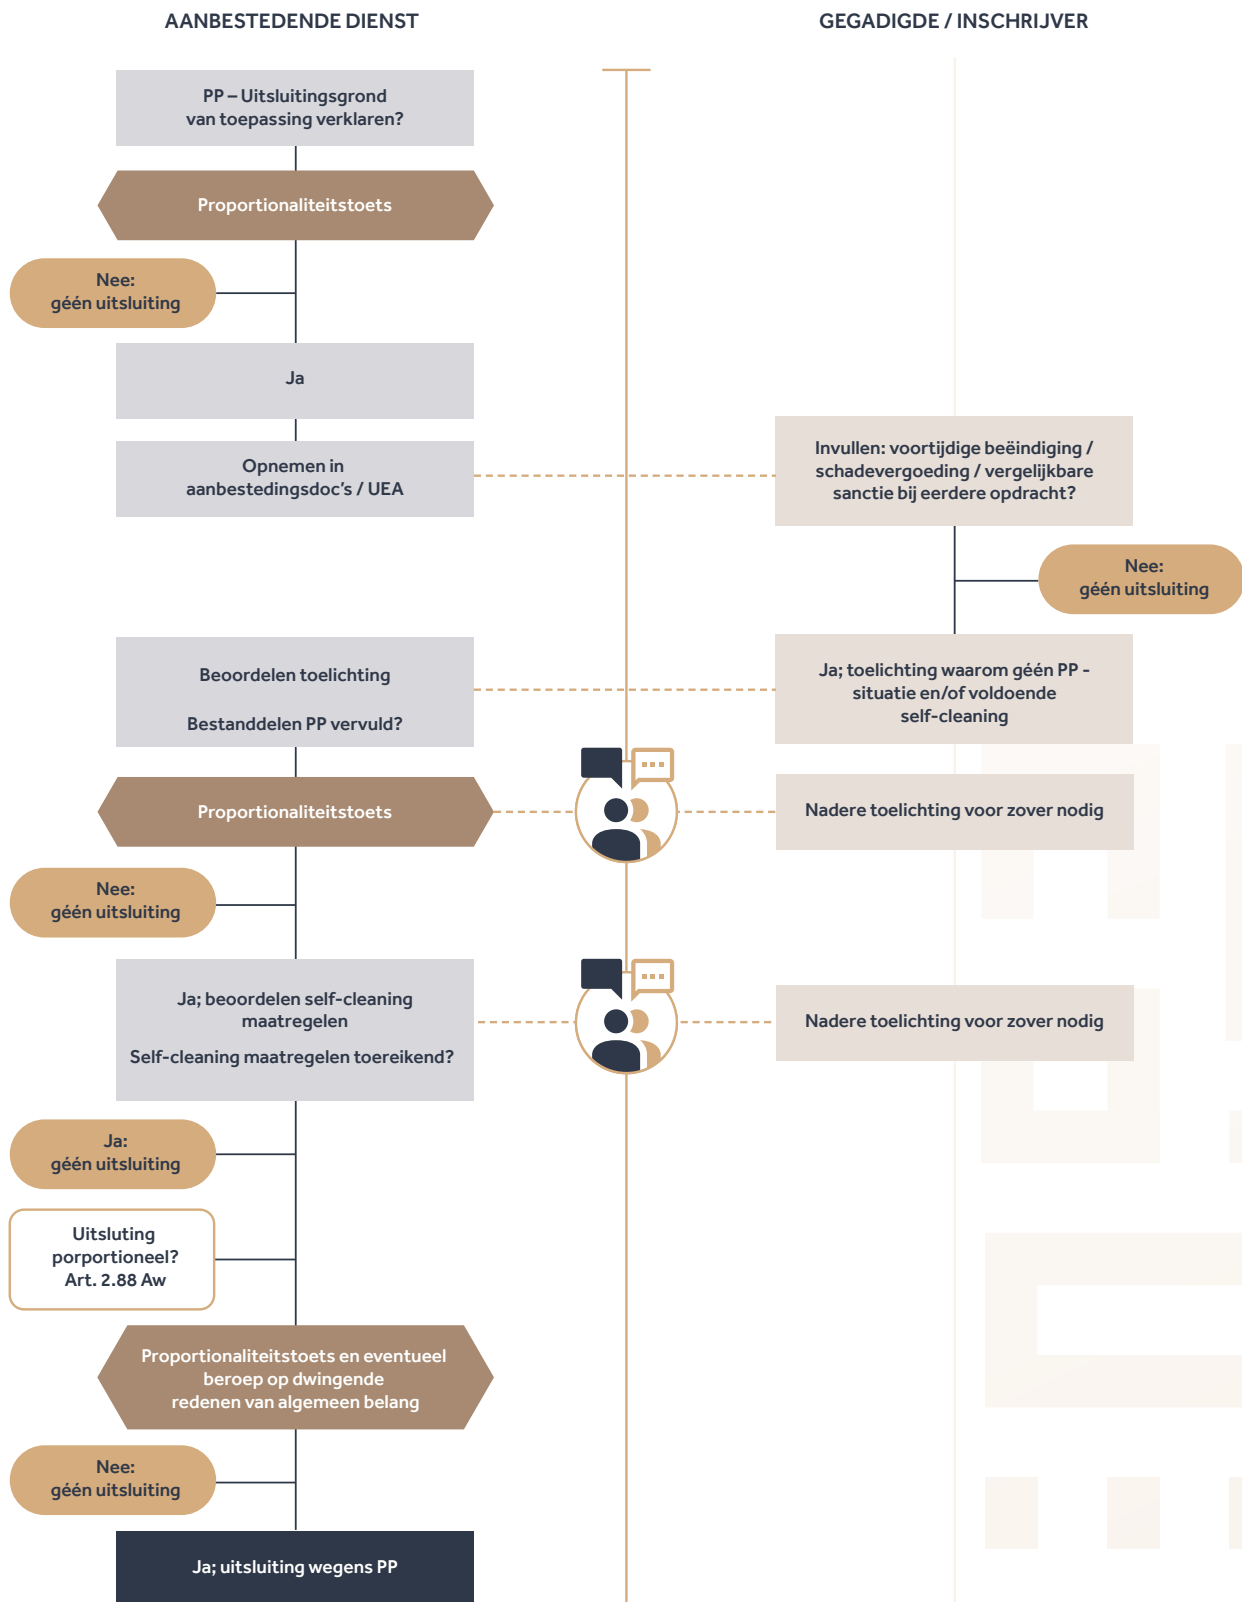 AANBESTEDENDE DIENST
GEGADIGDE / INSCHRIJVER
PP – Uitsluitingsgrond
van toepassing verklaren?
Proportionaliteitstoets
Nee:
géén uitsluiting
Ja
Opnemen in
aanbestedingsdoc's / UEA
Invullen: voortijdige beëindiging /
schadevergoeding / vergelijkbare
sanctie bij eerdere opdracht?
Nee:
géén uitsluiting
Beoordelen toelichting
Bestanddelen PP vervuld?
Ja; toelichting waarom géén PP -
situatie en/of voldoende
self-cleaning
Proportionaliteitstoets
Nadere toelichting voor zover nodig
Nee:
géén uitsluiting
Ja; beoordelen self-cleaning
maatregelen
Self-cleaning maatregelen toereikend?
Nadere toelichting voor zover nodig
Ja:
géén uitsluiting
Uitsluting
porportioneel?
Art. 2.88 Aw
Proportionaliteitstoets en eventueel
beroep op dwingende
redenen van algemeen belang
Nee:
géén uitsluiting
Ja; uitsluiting wegens PP